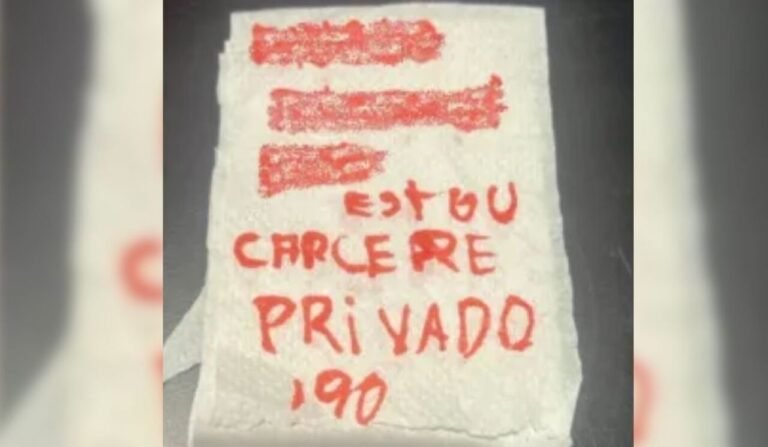 ESTOU
CARCERE
PRIVADO
190